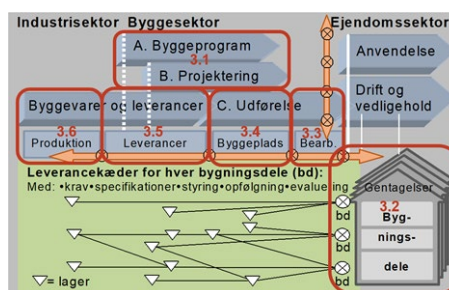 Industrisektor Byggesektor Ejendomssektor
A. Byggeprogram
3.1
B. Projektering
Anvendelse
Drift og
vedligehold
Byggevarer og leverancer
C. Udførelse
3.6
3.5
3.4
3.3
Produktion
Leverancer
Byggeplads
Bearb.
Leverancekæder for hver bygningsdele (bd):
Med: •krav•specifikationer•styring•opfølgning•evaluering
Gentagelser
3.2
Byg-
nings-
dele
bd
bd
bd
= lager